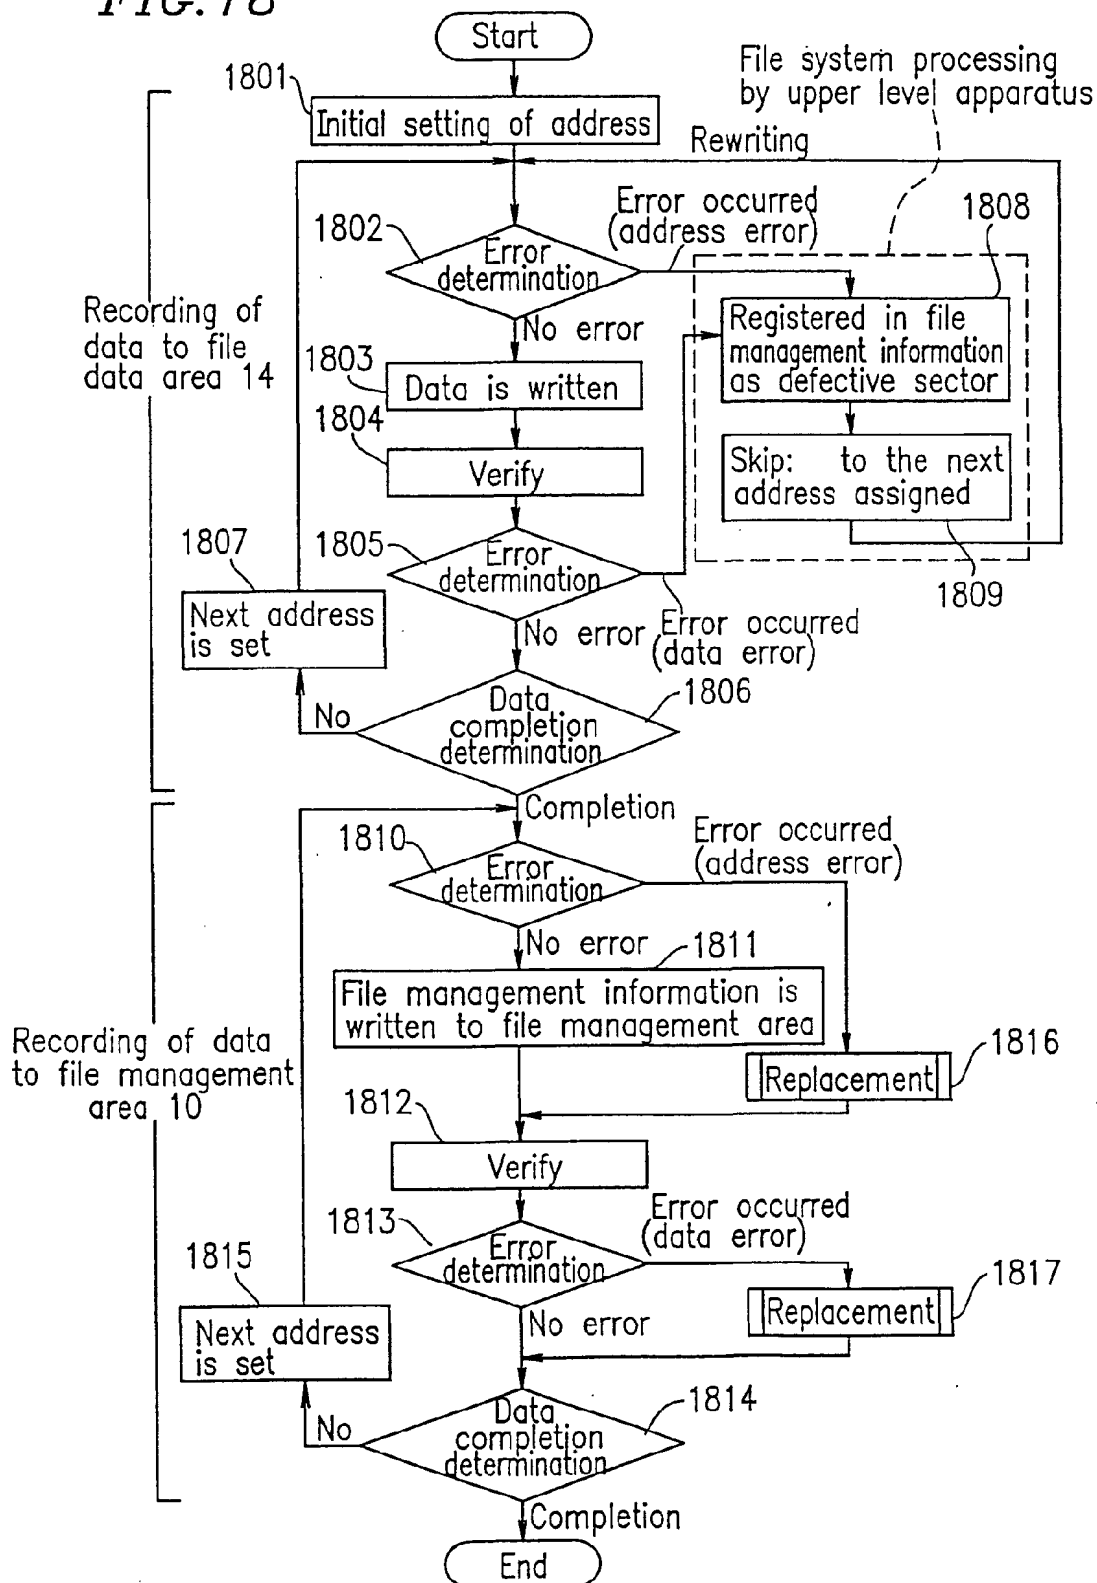 FIG. 18
Start
File system processing
by upper level apparatus
1801
Initial setting of address
Rewriting
Error occurred
(address error)
1808
1802
Error
determination
Recording of
data to file
data area 14
No error
Registered in file
management information
as defective sector
1803
Data is written
1804
Verify
Skip: to the next
address assigned
1807
1805
Error
determination
1809
Next address
is set
No error
Error occurred
(data error)
1806
No
Data
completion
determination
Completion
1810
Error occurred
(address error)
Error
determination
No error
1811
File management information is
written to file management area
Recording of data
to file management
area 10
1816
Replacement
1812
Verify
Error occurred
(data error)
1813
Error
determination
1815
1817
Replacement
Next address
is set
No error
1814
No
Data
completion
determination
Completion
End